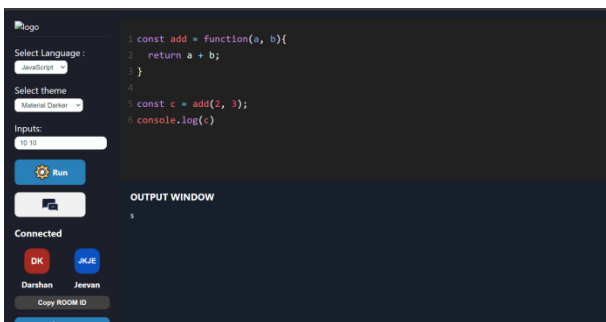 logo
Select Language :
JavaScript
Select theme
Material Darker
Inputs:
10 10
Run
Connected
DK
JKJE
Darshan
Jeevan
Copy ROOM ID
1 const add = function(a, b){
2 return a + b;
3 }
4
5 const c = add(2, 3);
6 console.log(c)
OUTPUT WINDOW